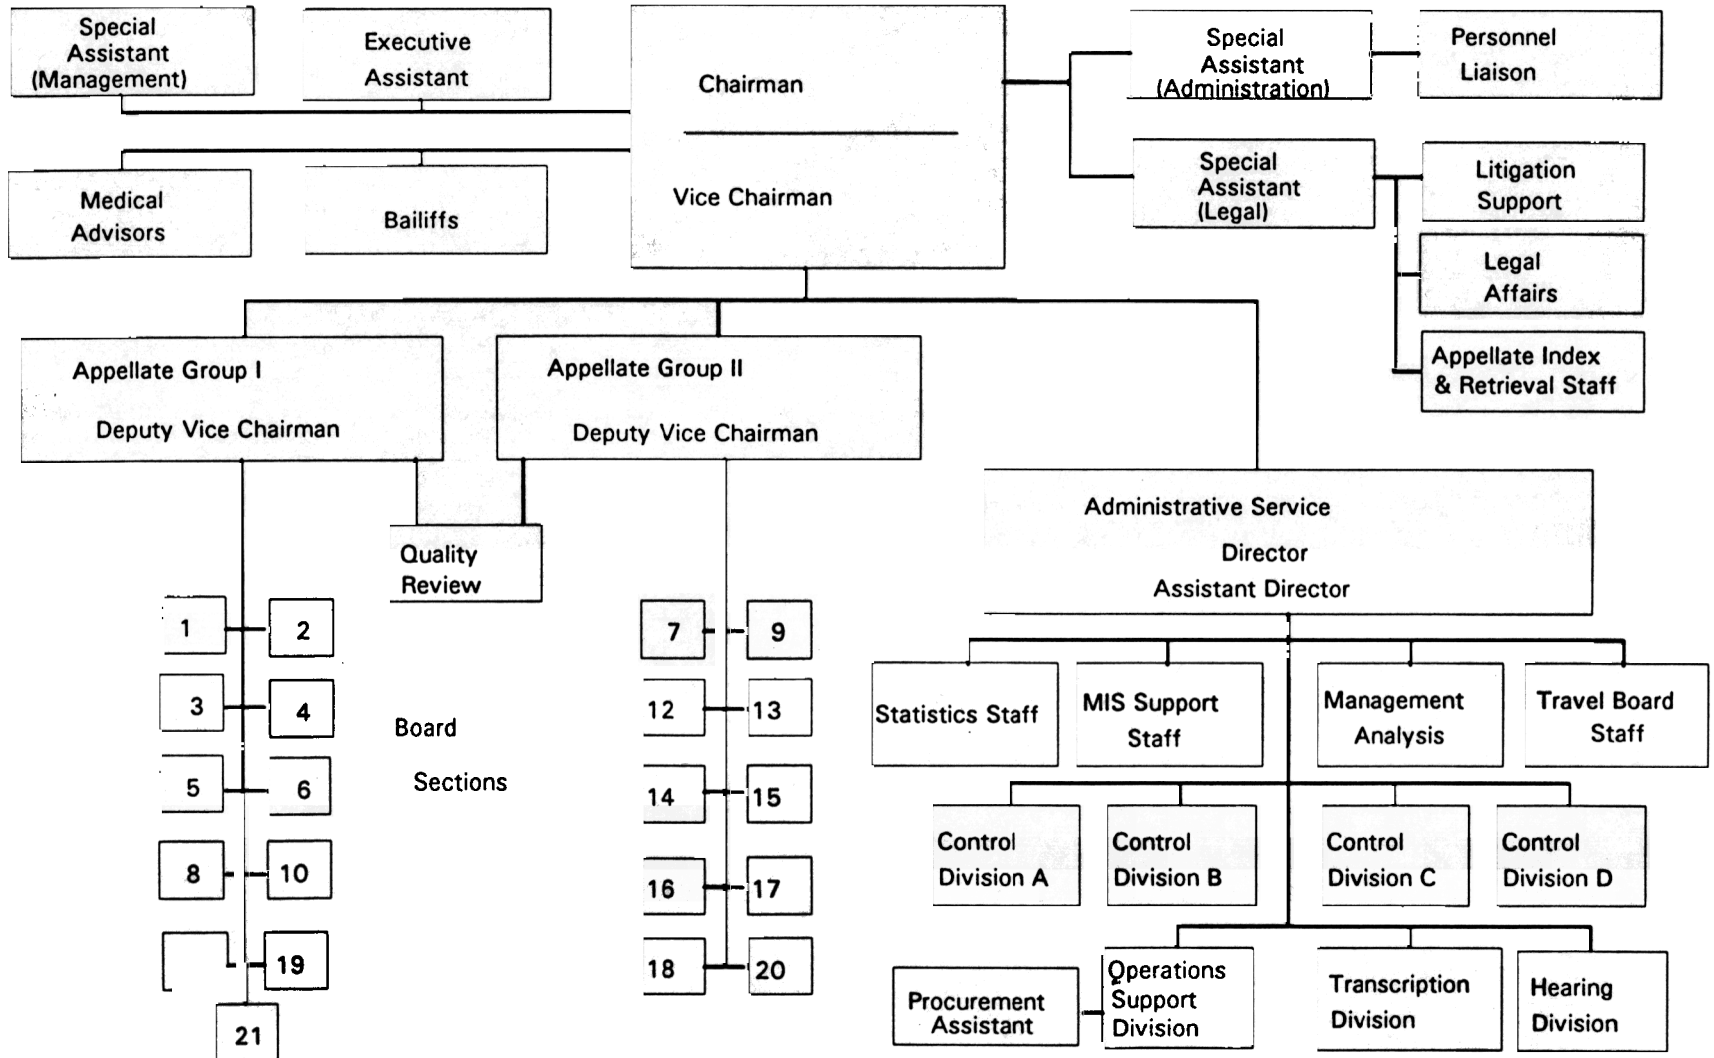 Special
Assistant
(Management)
Executive
Assistant
Chairman
Vice Chairman
Special
Assistant
(Administration)
Personnel
Liaison
Medical
Advisors
Bailiffs
Special
Assistant
(Legal)
Litigation
Support
Legal
Affairs
Appellate Index
& Retrieval Staff
Appellate Group I
Deputy Vice Chairman
Appellate Group II
Deputy Vice Chairman
Quality
Review
Administrative Service
Director
Assistant Director
1
2
3
4
5
6
8
10
19
21
Board
Sections
7
9
12
13
14
15
16
17
18
20
Statistics Staff
MIS Support
Staff
Management
Analysis
Travel Board
Staff
Control
Division A
Control
Division B
Control
Division C
Control
Division D
Procurement
Assistant
Operations
Support
Division
Transcription
Division
Hearing
Division